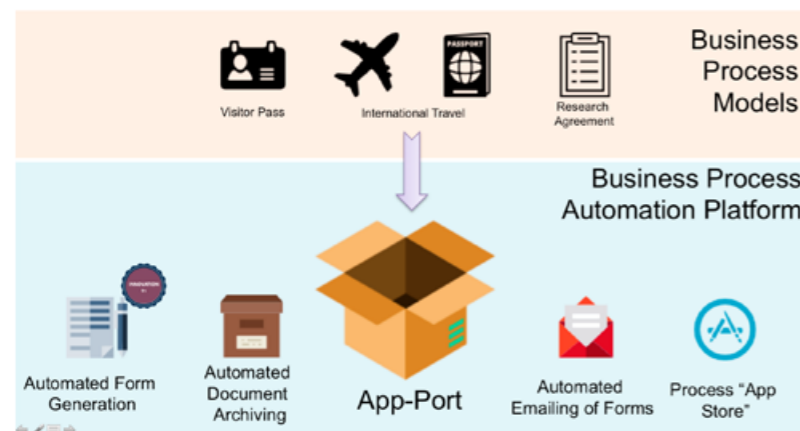 Business
Process
Models
PASSPORT
Visitor Pass
International Travel
Research
Agreement
Business Process
Automation Platform
INNOVATION
Automated Form
Generation
Automated
Document
Archiving
App-Port
Automated
Emailing of Forms
Process “App
Store”